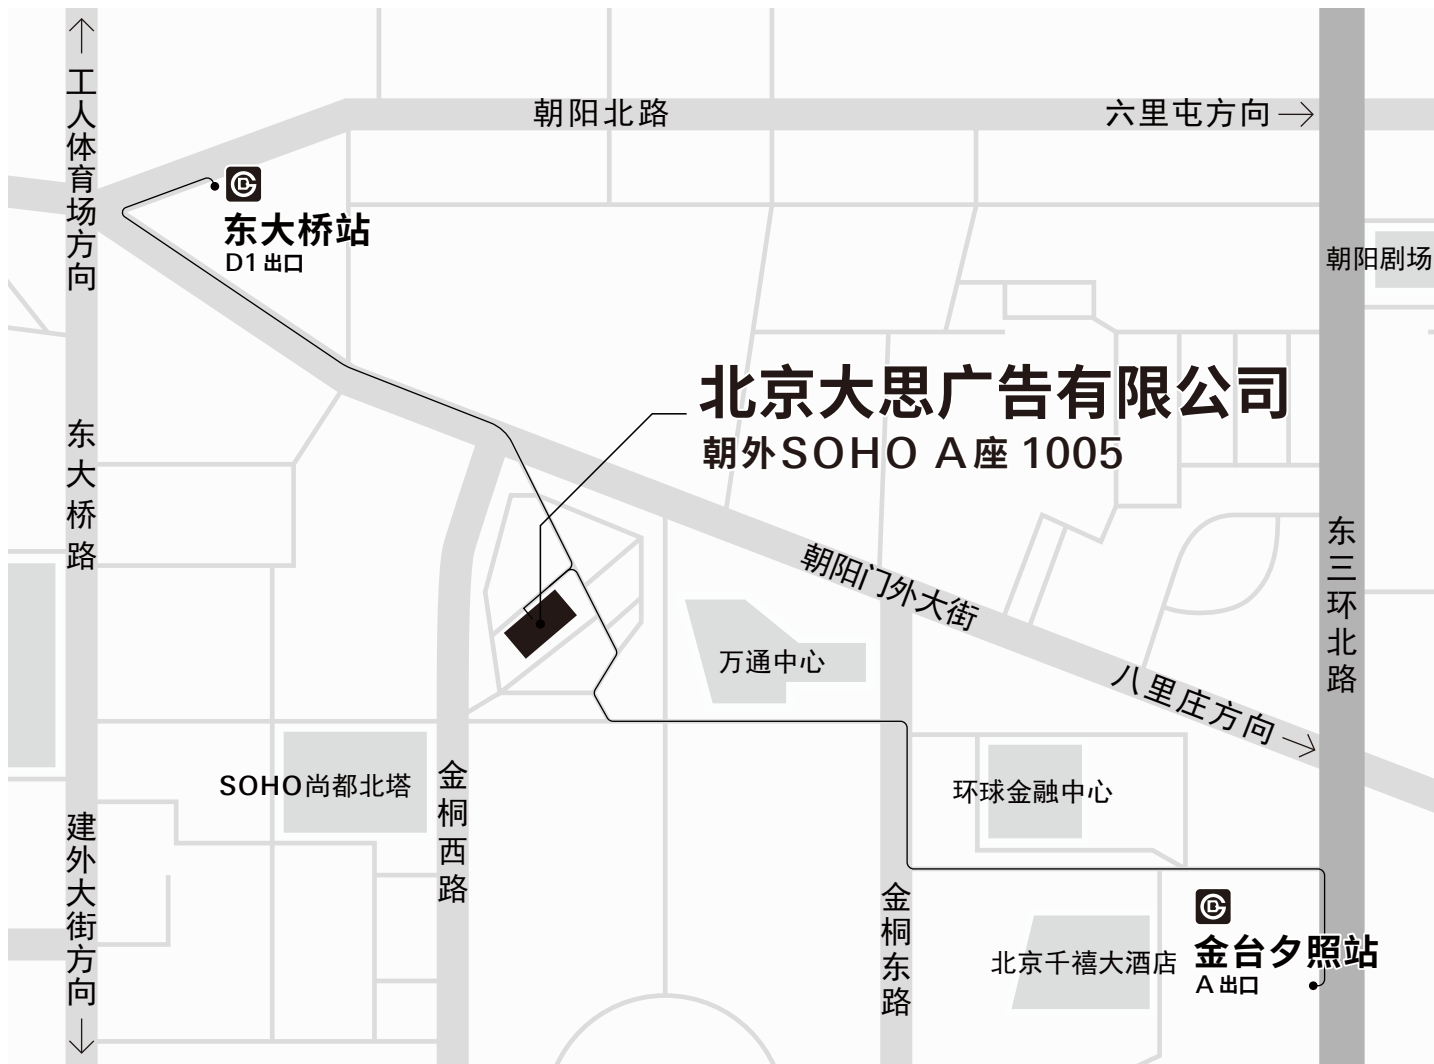 工人体育场方向
朝阳北路
六里屯方向
东大桥站
D1 出口
朝阳剧场
北京大思广告有限公司
朝外SOHO A座 1005
东大桥路
东三环北路
朝阳门外大街
万通中心
八里庄方向
SOHO尚都北塔
金桐西路
环球金融中心
建外大街方向
金桐东路
北京千禧大酒店
金台夕照站
A 出口